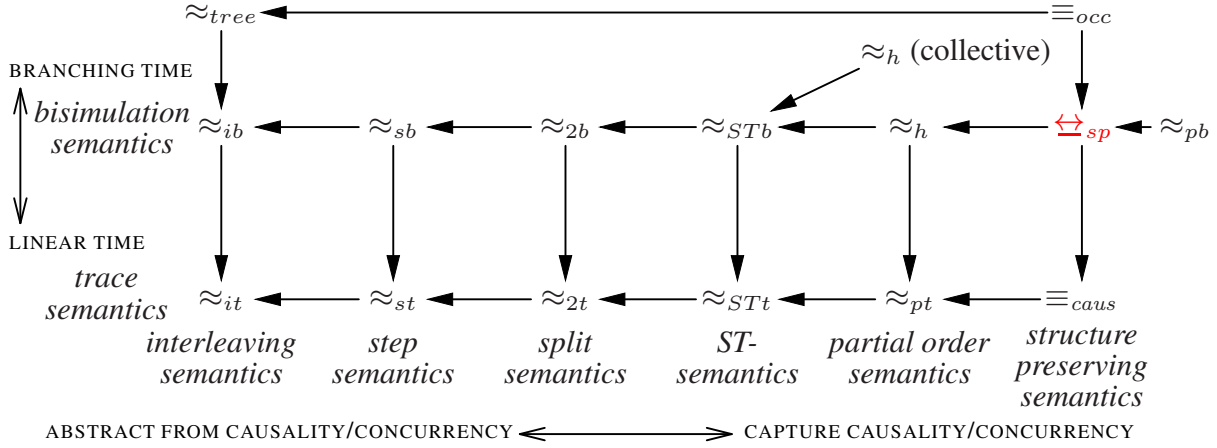 ≈tree ≡occ
≈h (collective)
BRANCHING TIME
bisimulation
semantics
≈ib ≈sb ≈2b ≈STb ≈h ↔sp ≈pb
LINEAR TIME
trace
semantics
≈it ≈st ≈2t ≈STt ≈pt ≡caus
interleaving
semantics
step
semantics
split
semantics
ST-
semantics
partial order
semantics
structure
preserving
semantics
ABSTRACT FROM CAUSALITY/CONCURRENCY CAPTURE CAUSALITY/CONCURRENCY